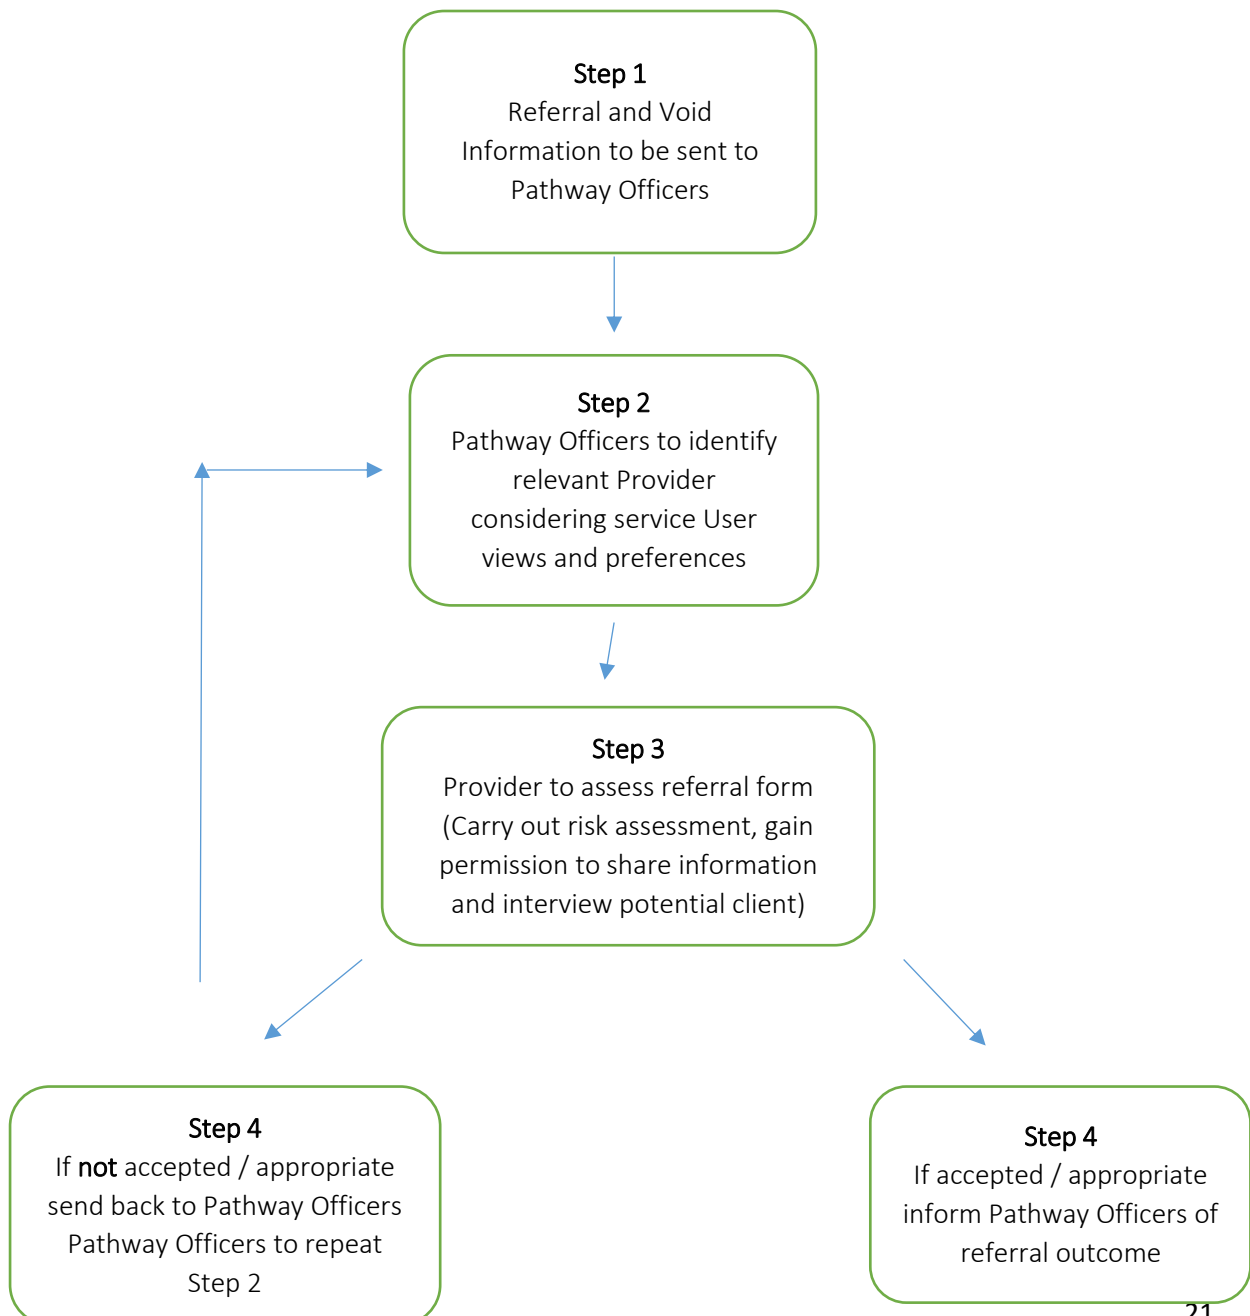 Step 1
Referral and Void
Information to be sent to
Pathway Officers
Step 2
Pathway Officers to identify
relevant Provider
considering service User
views and preferences
Step 3
Provider to assess referral form
(Carry out risk assessment, gain
permission to share information
and interview potential client)
Step 4
If not accepted / appropriate
send back to Pathway Officers
Pathway Officers to repeat
Step 2
Step 4
If accepted / appropriate
inform Pathway Officers of
referral outcome
21